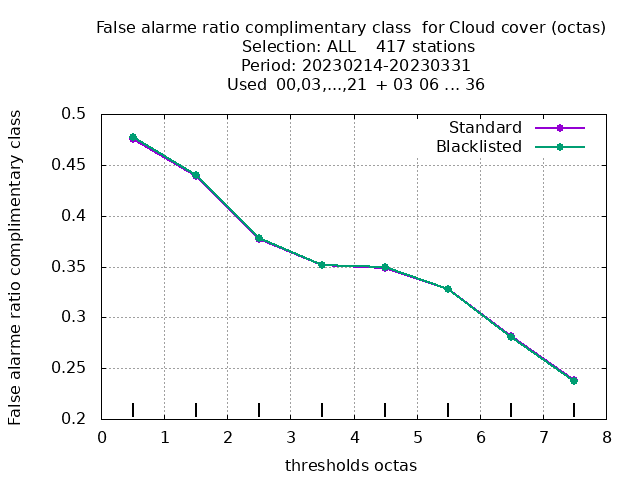 False alarme ratio complimentary class  for Cloud cover (octas)
Selection: ALL    417 stations
Period: 20230214-20230331
Used  00,03,...,21  + 03 06 ... 36
Standard
Blacklisted
False alarme ratio complimentary class
0.5
0.45
0.4
0.35
0.3
0.25
0.2
0 1 2 3 4 5 6 7 8
thresholds octas